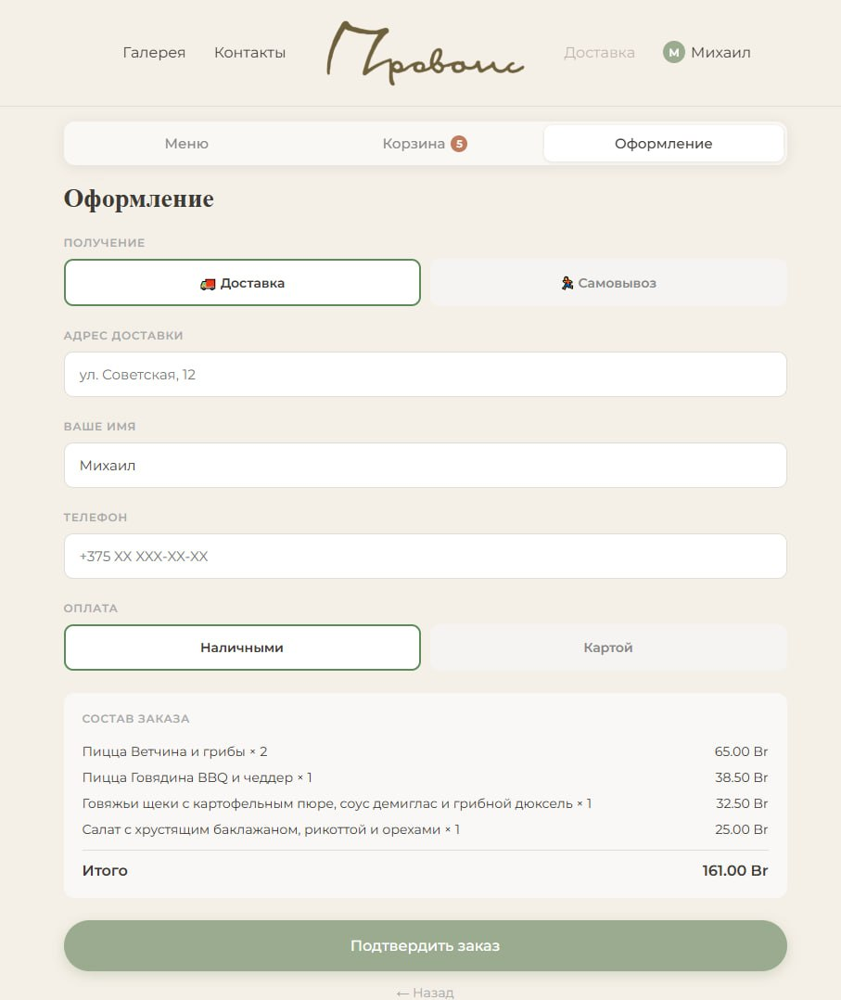 Галерея Контакты Прованс Доставка М Михаил
Меню Корзина 5 Оформление
Оформление
ПОЛУЧЕНИЕ
Доставка Самовывоз
АДРЕС ДОСТАВКИ
ул. Советская, 12
ВАШЕ ИМЯ
Михаил
ТЕЛЕФОН
+375 XX XXX-XX-XX
ОПЛАТА
Наличными Картой
СОСТАВ ЗАКАЗА
Пицца Ветчина и грибы × 2 65.00 Br
Пицца Говядина BBQ и чеддер × 1 38.50 Br
Говяжьи щеки с картофельным пюре, соус демиглас и грибной дюксель × 1 32.50 Br
Салат с хрустящим баклажаном, рикоттой и орехами × 1 25.00 Br
Итого 161.00 Br
Подтвердить заказ
← Назад